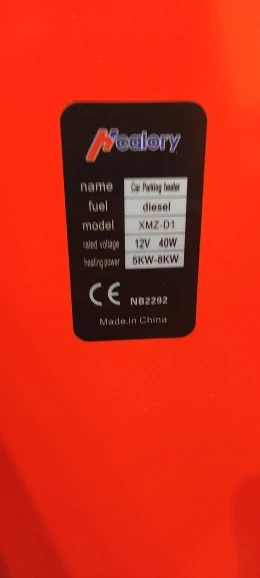 Hcalory
name Car Parking heater
fuel diesel
model XMZ-D1
rated voltage 12V 40W
heating power 5KW-8KW
CE NB2292
Made in China